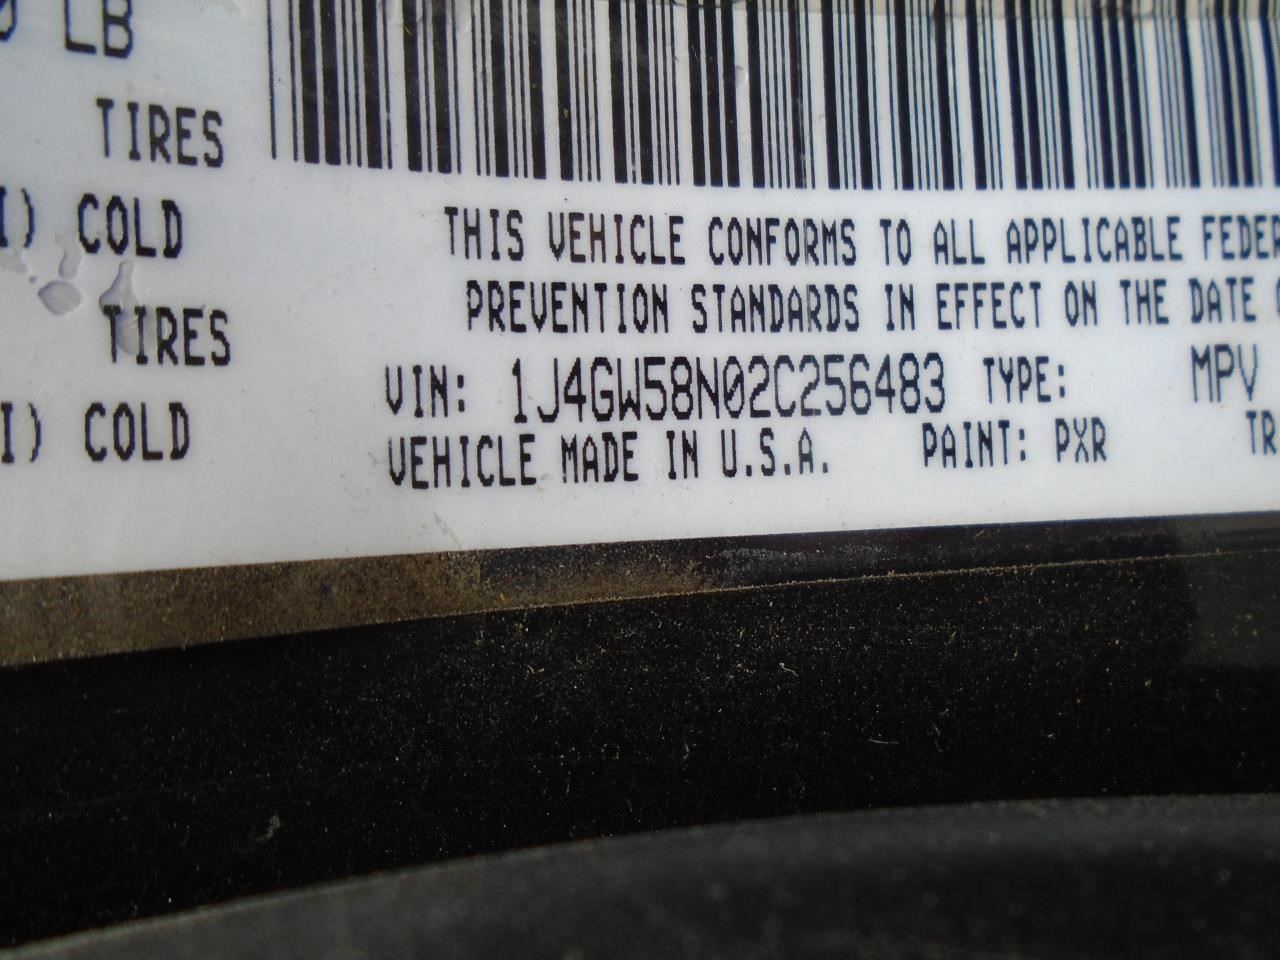 LB
TIRES
COLD
TIRES
COLD
THIS VEHICLE CONFORMS TO ALL APPLICABLE
PREVENTION STANDARDS IN EFFECT ON THE DATE
VIN: 1J4GW58N02C256483 TYPE: MPV
VEHICLE MADE IN U.S.A. PAINT: PXR TR